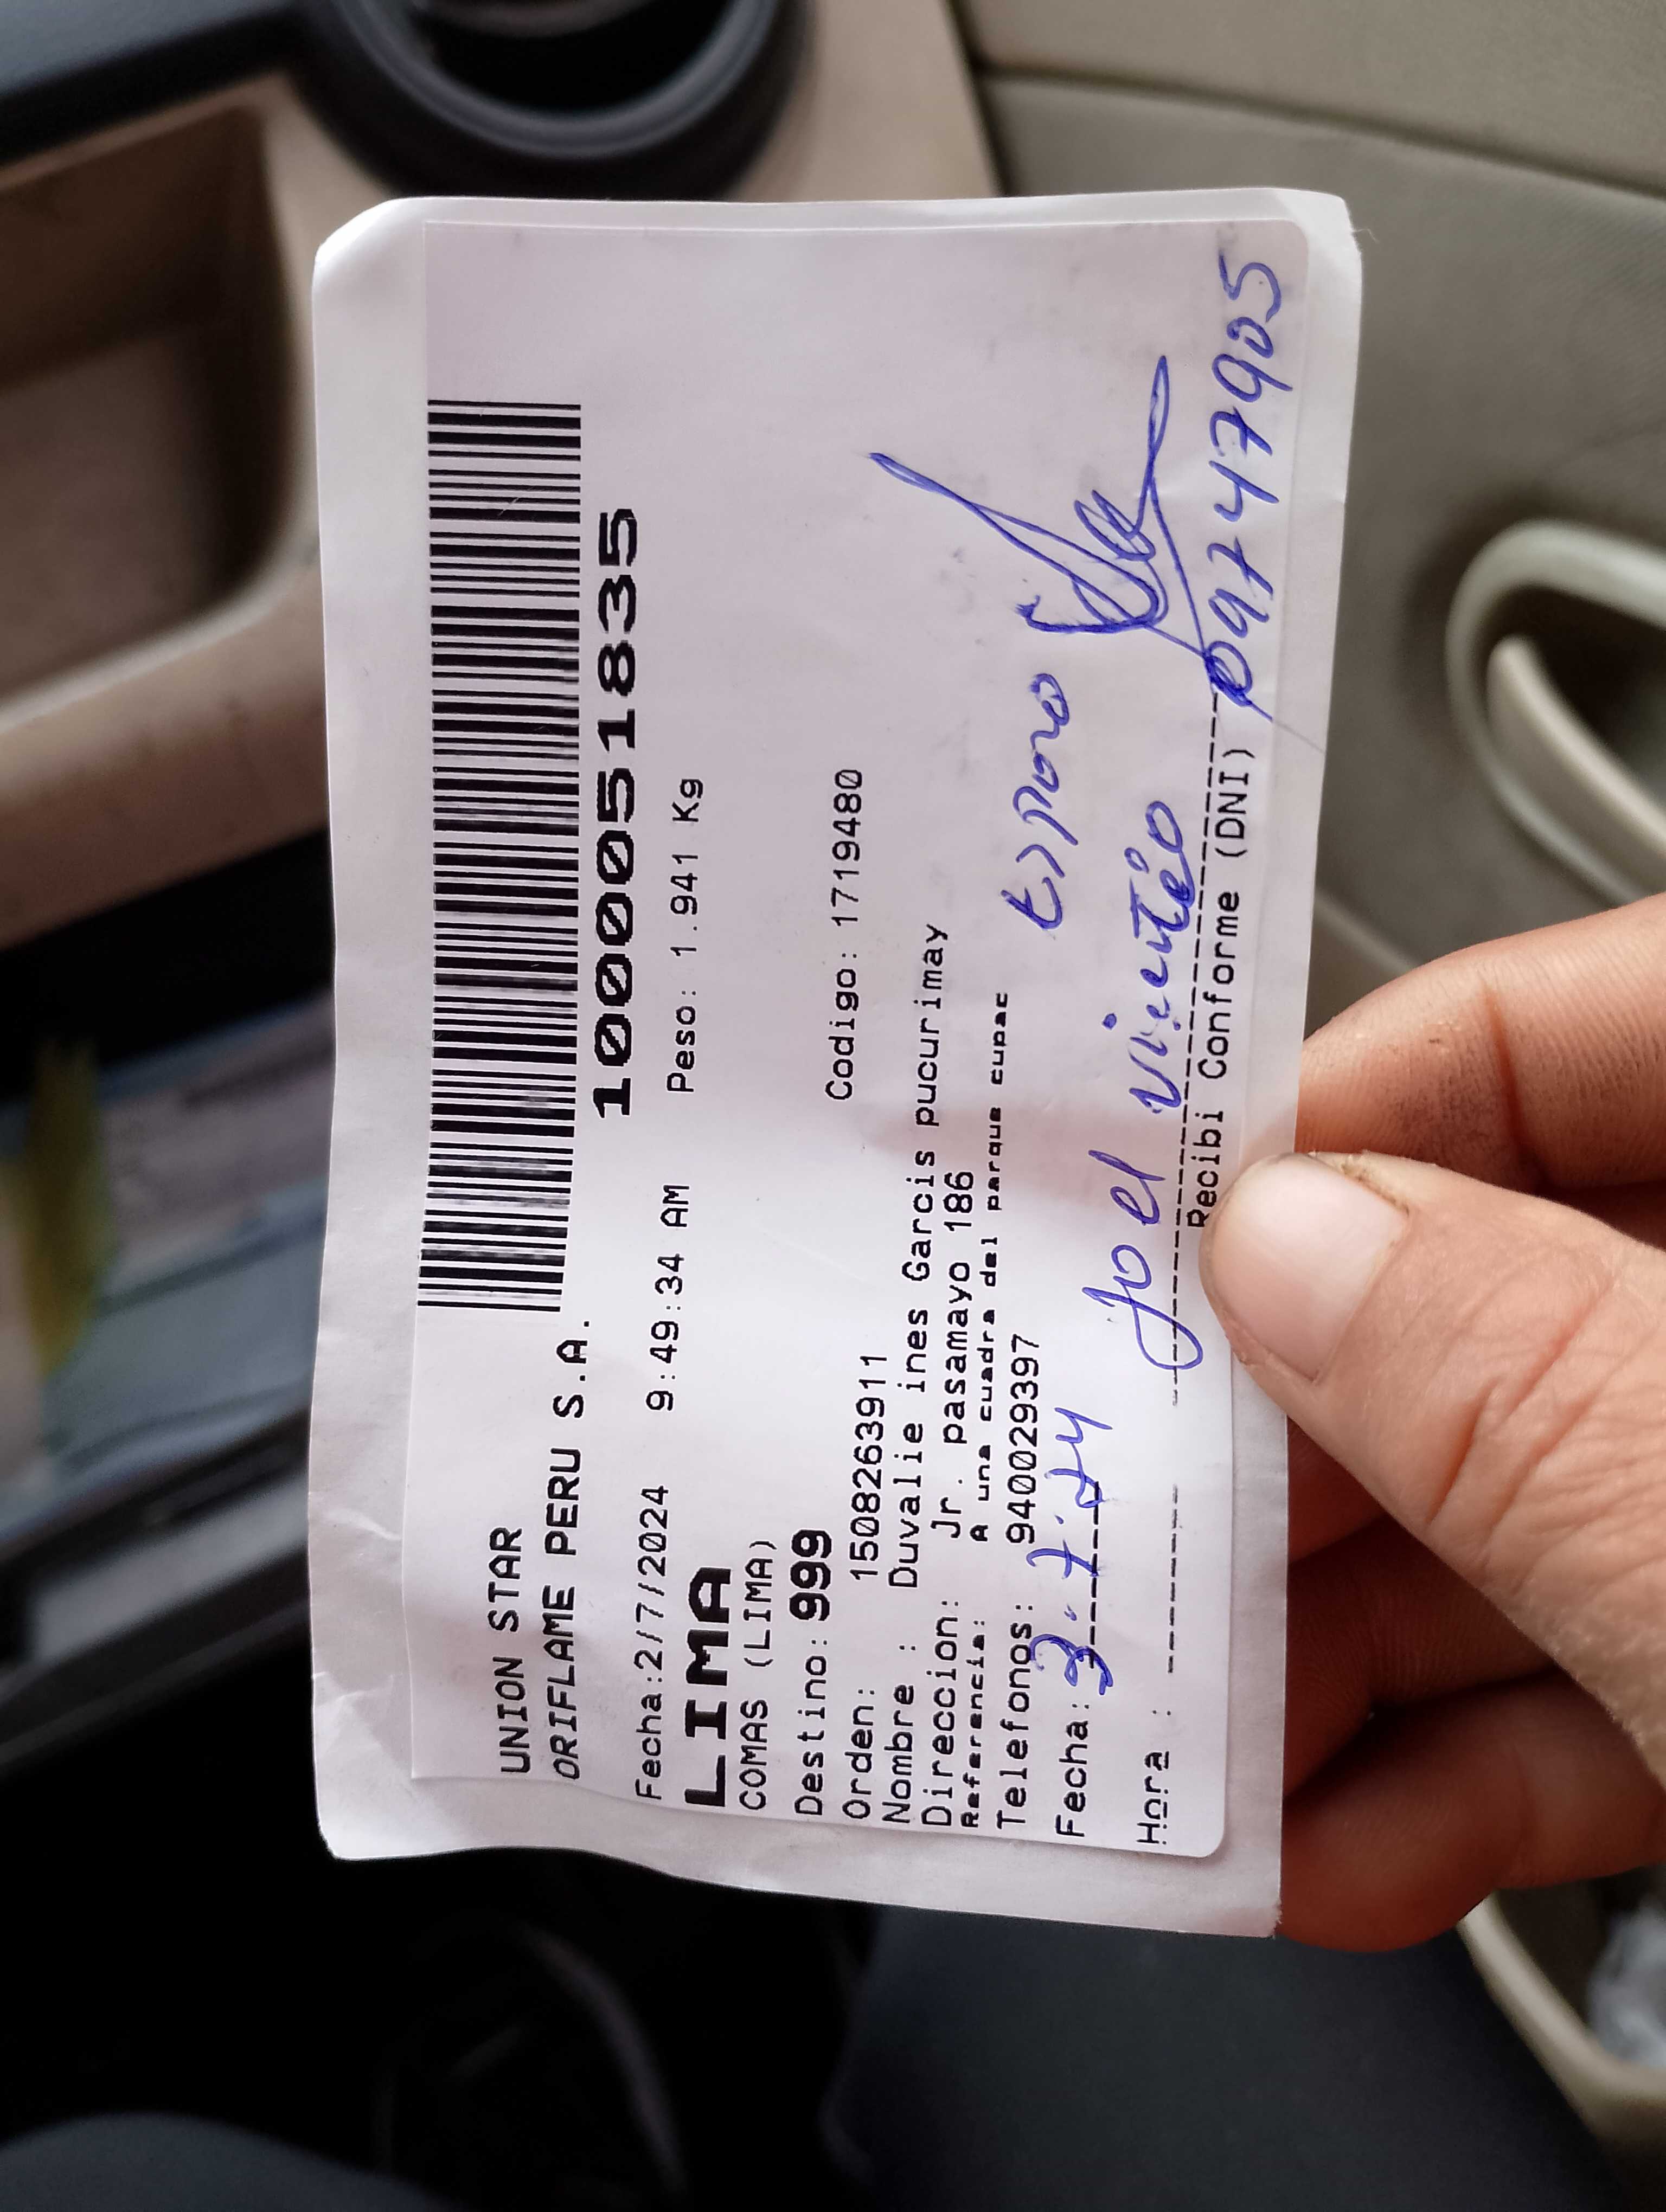 UNION STAR
ORIFLAME PERU S.A.
1000051835
Fecha:2/7/2024 9:49:34 AM Peso: 1.941 Kg
LIMA
COMAS (LIMA)
Destino: 999
Orden: 15082639911 Codigo: 1719480
Nombre : Duvalie ines Garcis pucurimay
Direccion: Jr. pasamayo 186
Referencia: A una cuadra del parque cupac
Telefonos: 940029397
Fecha: 3.7.24
esposo
Joel
Hora :
Recibi Conforme (DNI) 09747905